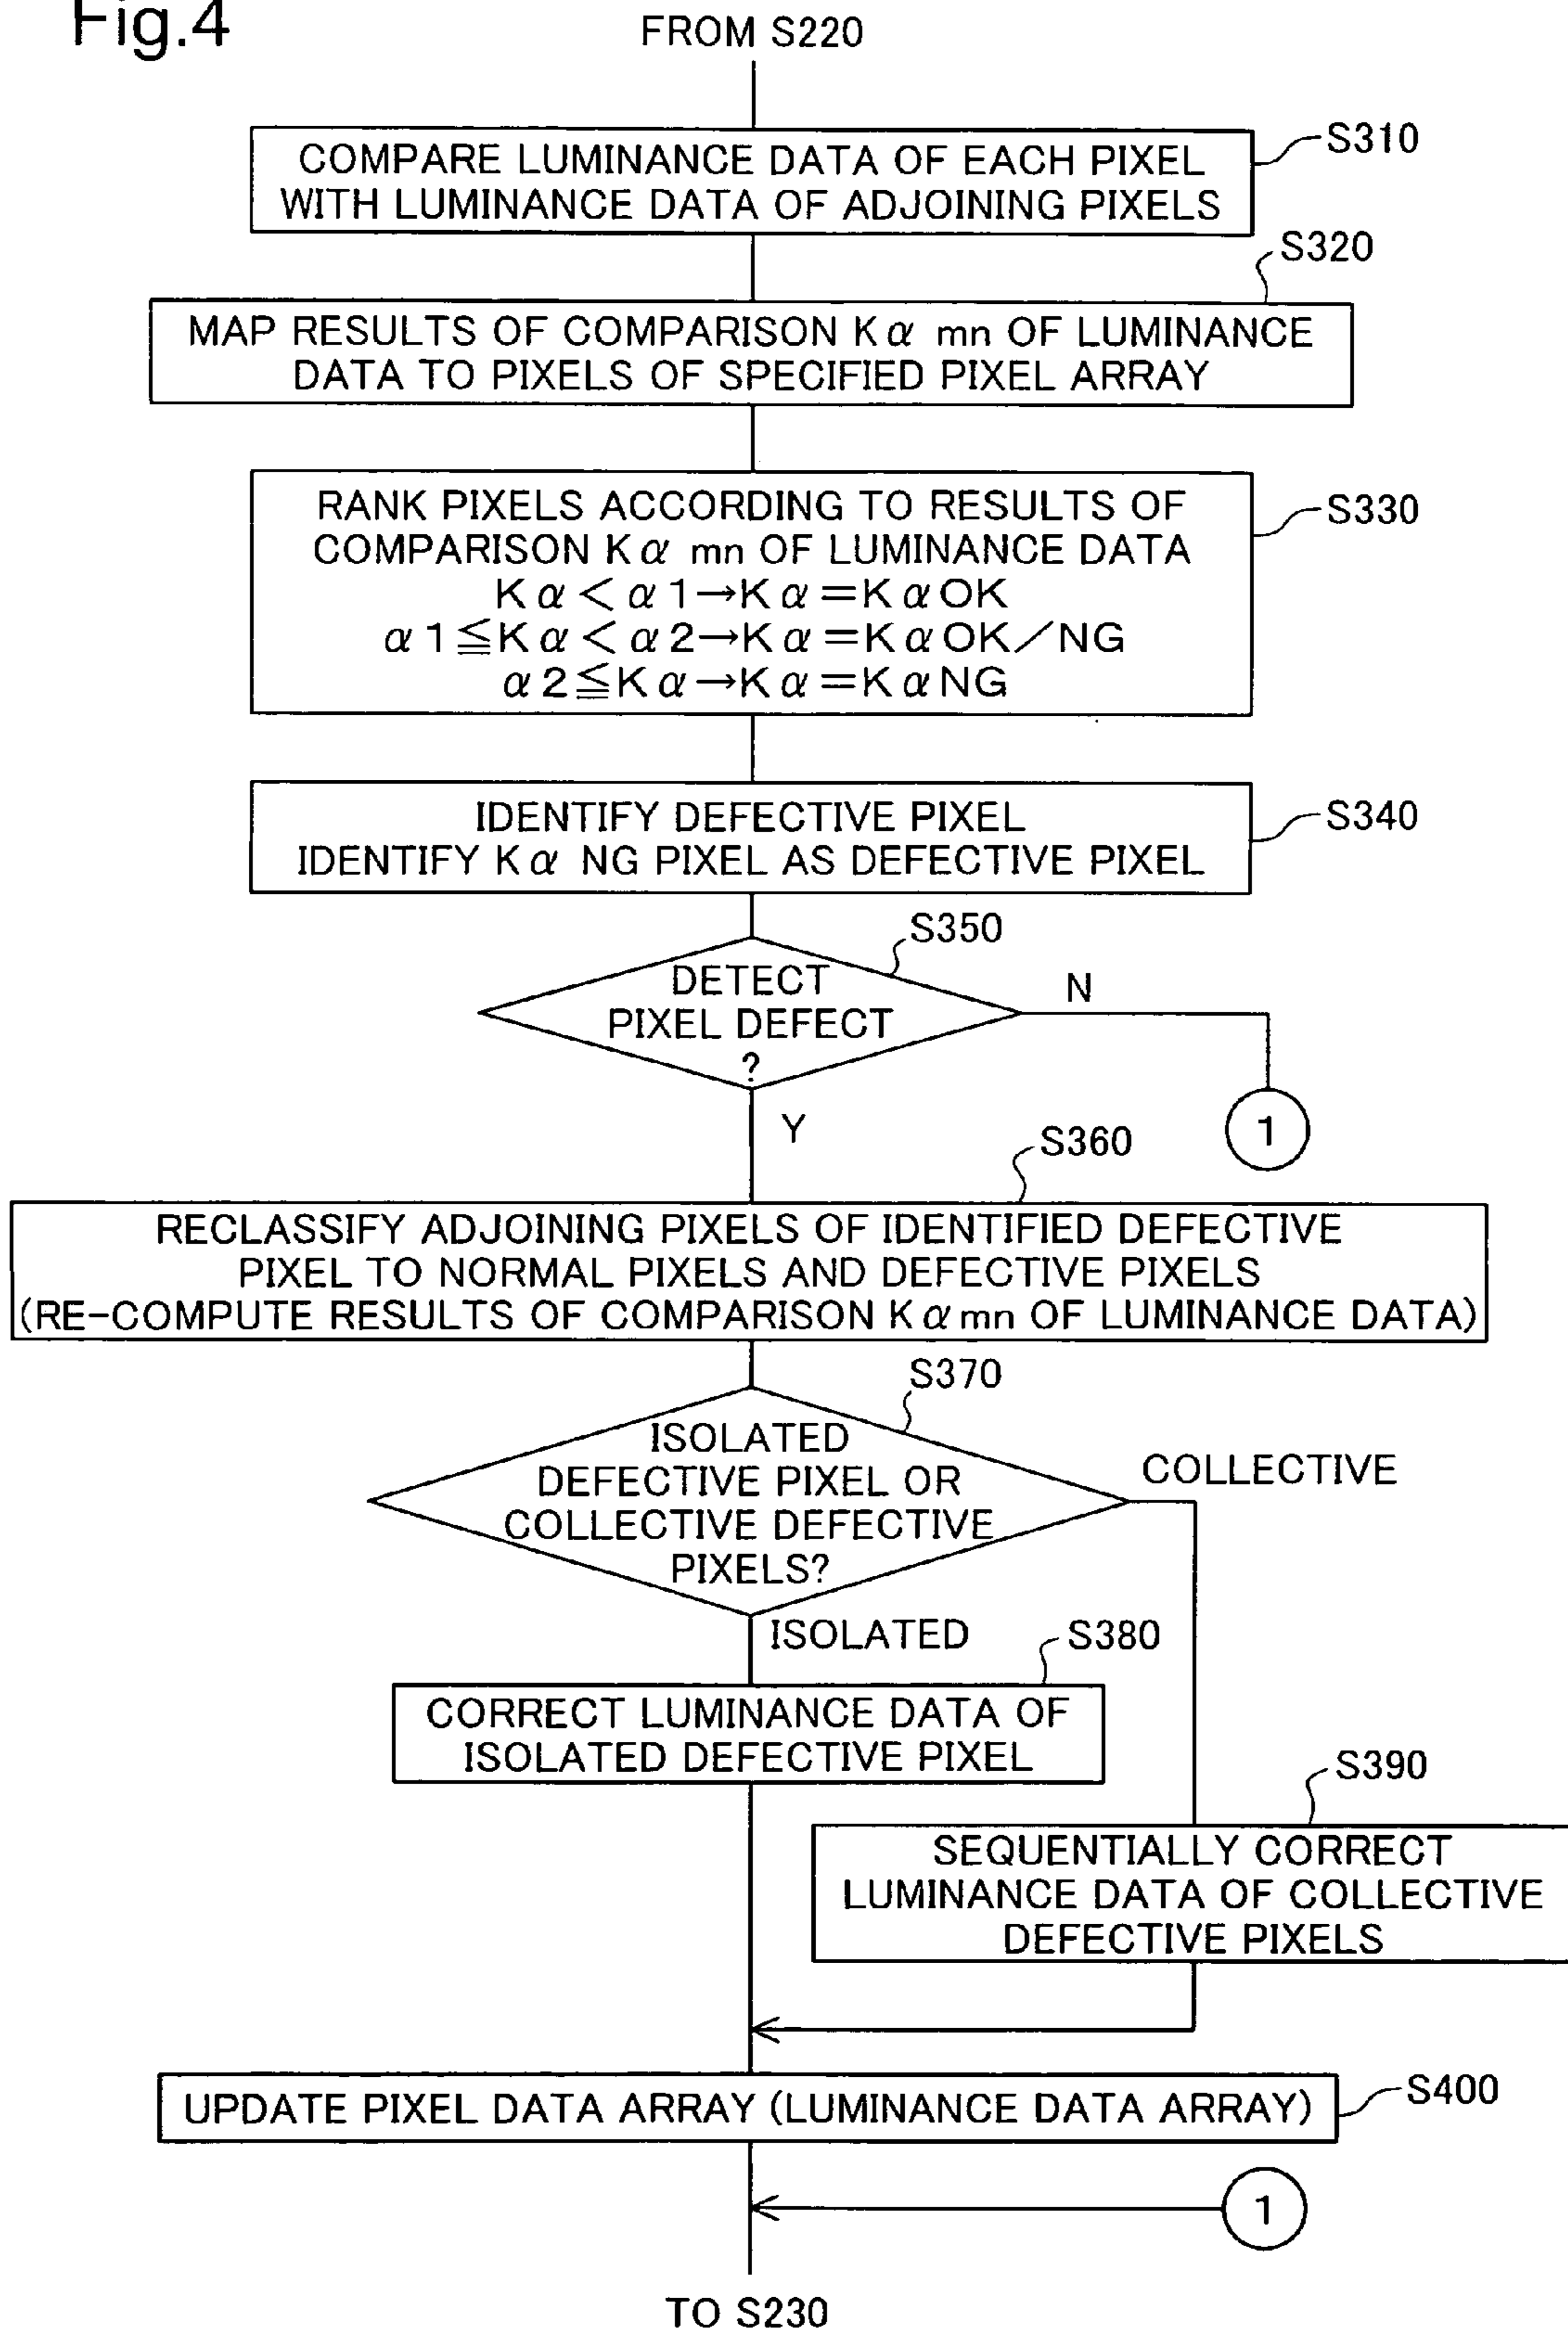 Fig.4
FROM S220
COMPARE LUMINANCE DATA OF EACH PIXEL
WITH LUMINANCE DATA OF ADJOINING PIXELS
S310
S320
MAP RESULTS OF COMPARISON Kα mn OF LUMINANCE
DATA TO PIXELS OF SPECIFIED PIXEL ARRAY
RANK PIXELS ACCORDING TO RESULTS OF
COMPARISON Kα mn OF LUMINANCE DATA
Kα<α1→Kα=KαOK
α1≦Kα<α2→Kα=KαOK/NG
α2≦Kα→Kα=KαNG
S330
IDENTIFY DEFECTIVE PIXEL
IDENTIFY Kα NG PIXEL AS DEFECTIVE PIXEL
S340
S350
DETECT
PIXEL DEFECT
?
N
1
Y
S360
RECLASSIFY ADJOINING PIXELS OF IDENTIFIED DEFECTIVE
PIXEL TO NORMAL PIXELS AND DEFECTIVE PIXELS
(RE-COMPUTE RESULTS OF COMPARISON Kαmn OF LUMINANCE DATA)
S370
ISOLATED
DEFECTIVE PIXEL OR
COLLECTIVE DEFECTIVE
PIXELS?
COLLECTIVE
ISOLATED
S380
CORRECT LUMINANCE DATA OF
ISOLATED DEFECTIVE PIXEL
S390
SEQUENTIALLY CORRECT
LUMINANCE DATA OF COLLECTIVE
DEFECTIVE PIXELS
UPDATE PIXEL DATA ARRAY (LUMINANCE DATA ARRAY)
S400
1
TO S230